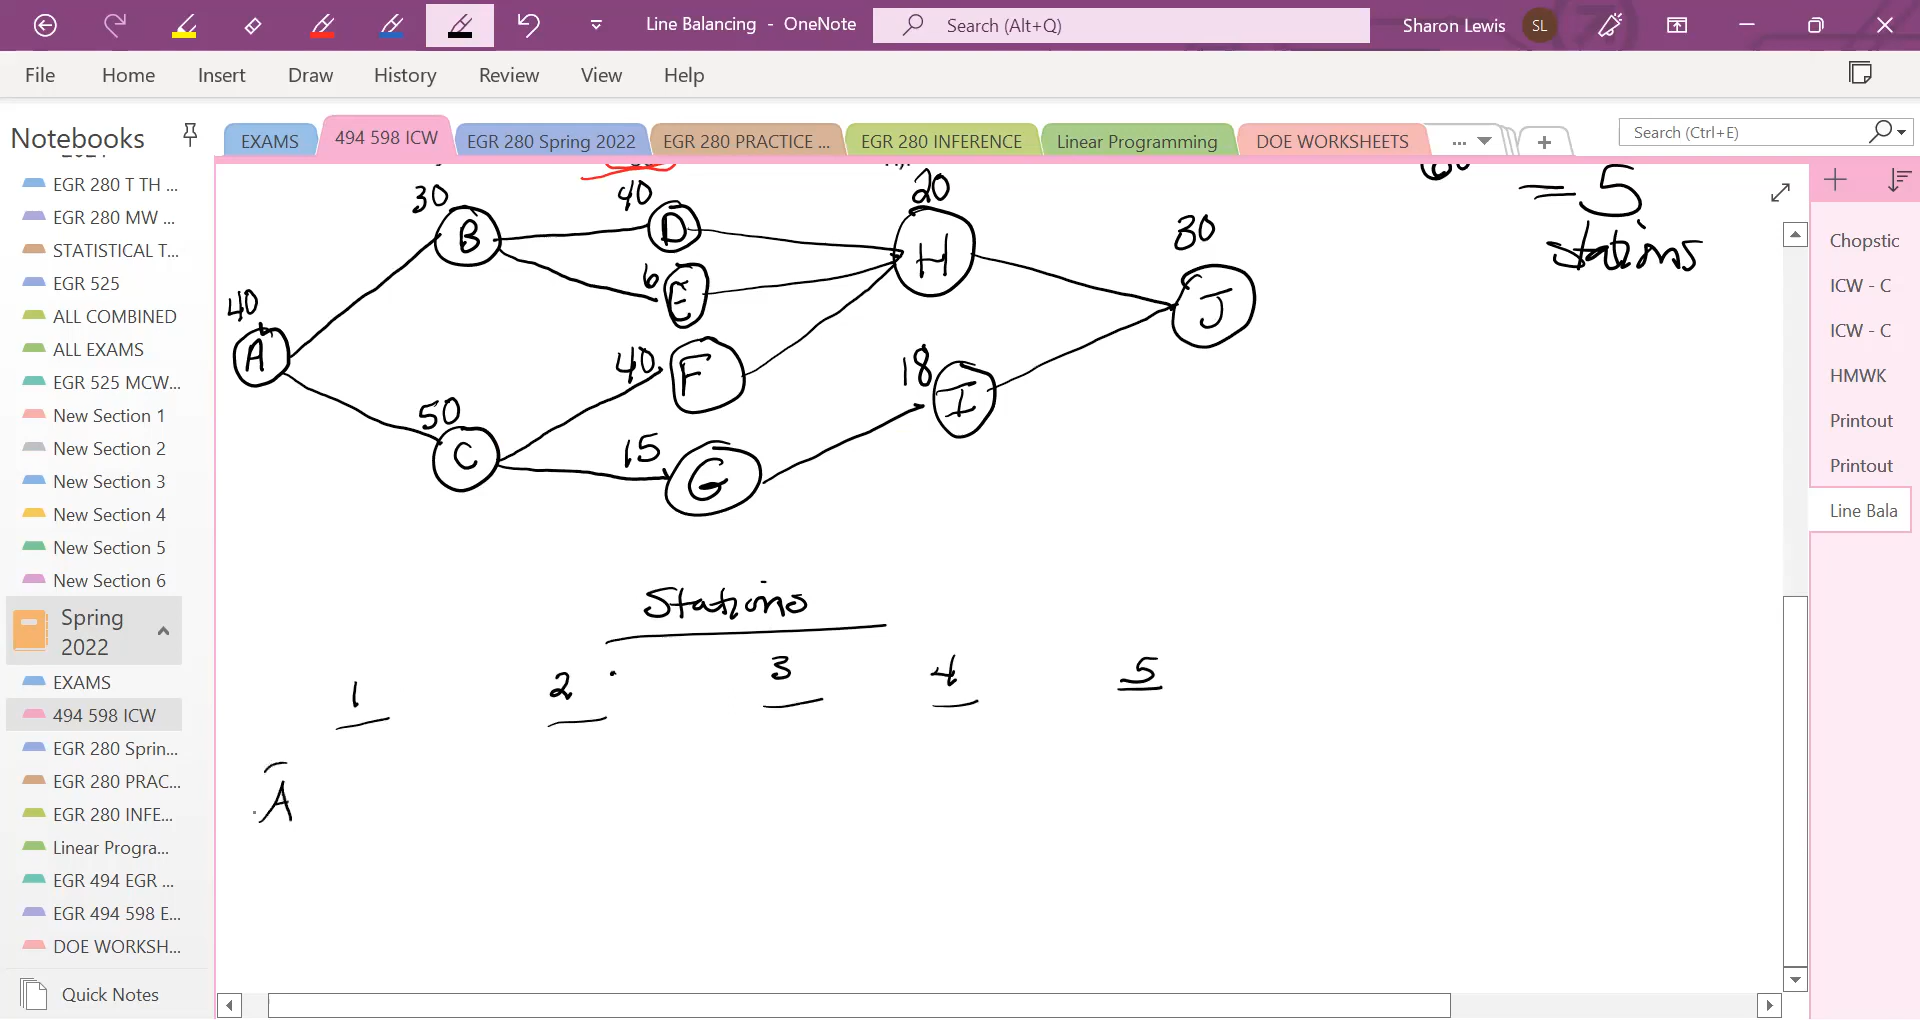 Line Balancing - OneNote
Search (Alt+Q)
Sharon Lewis
SL
File
Home
Insert
Draw
History
Review
View
Help
Notebooks
EXAMS
494 598 ICW
EGR 280 Spring 2022
EGR 280 PRACTICE ...
EGR 280 INFERENCE
Linear Programming
DOE WORKSHEETS
...
Search (Ctrl+E)
EGR 280 T TH ...
EGR 280 MW ...
STATISTICAL T...
EGR 525
ALL COMBINED
ALL EXAMS
EGR 525 MCW...
New Section 1
New Section 2
New Section 3
New Section 4
New Section 5
New Section 6
Spring
2022
EXAMS
494 598 ICW
EGR 280 Sprin...
EGR 280 PRAC...
EGR 280 INFE...
Linear Progra...
EGR 494 EGR ...
EGR 494 598 E...
DOE WORKSH...
Quick Notes
= 5
stations
30
B
40
D
20
H
30
J
6
E
40
A
40
F
18
I
50
C
15
G
Stations
1
2
3
4
5
A
Chopstic
ICW - C
ICW - C
HMWK
Printout
Printout
Line Bala